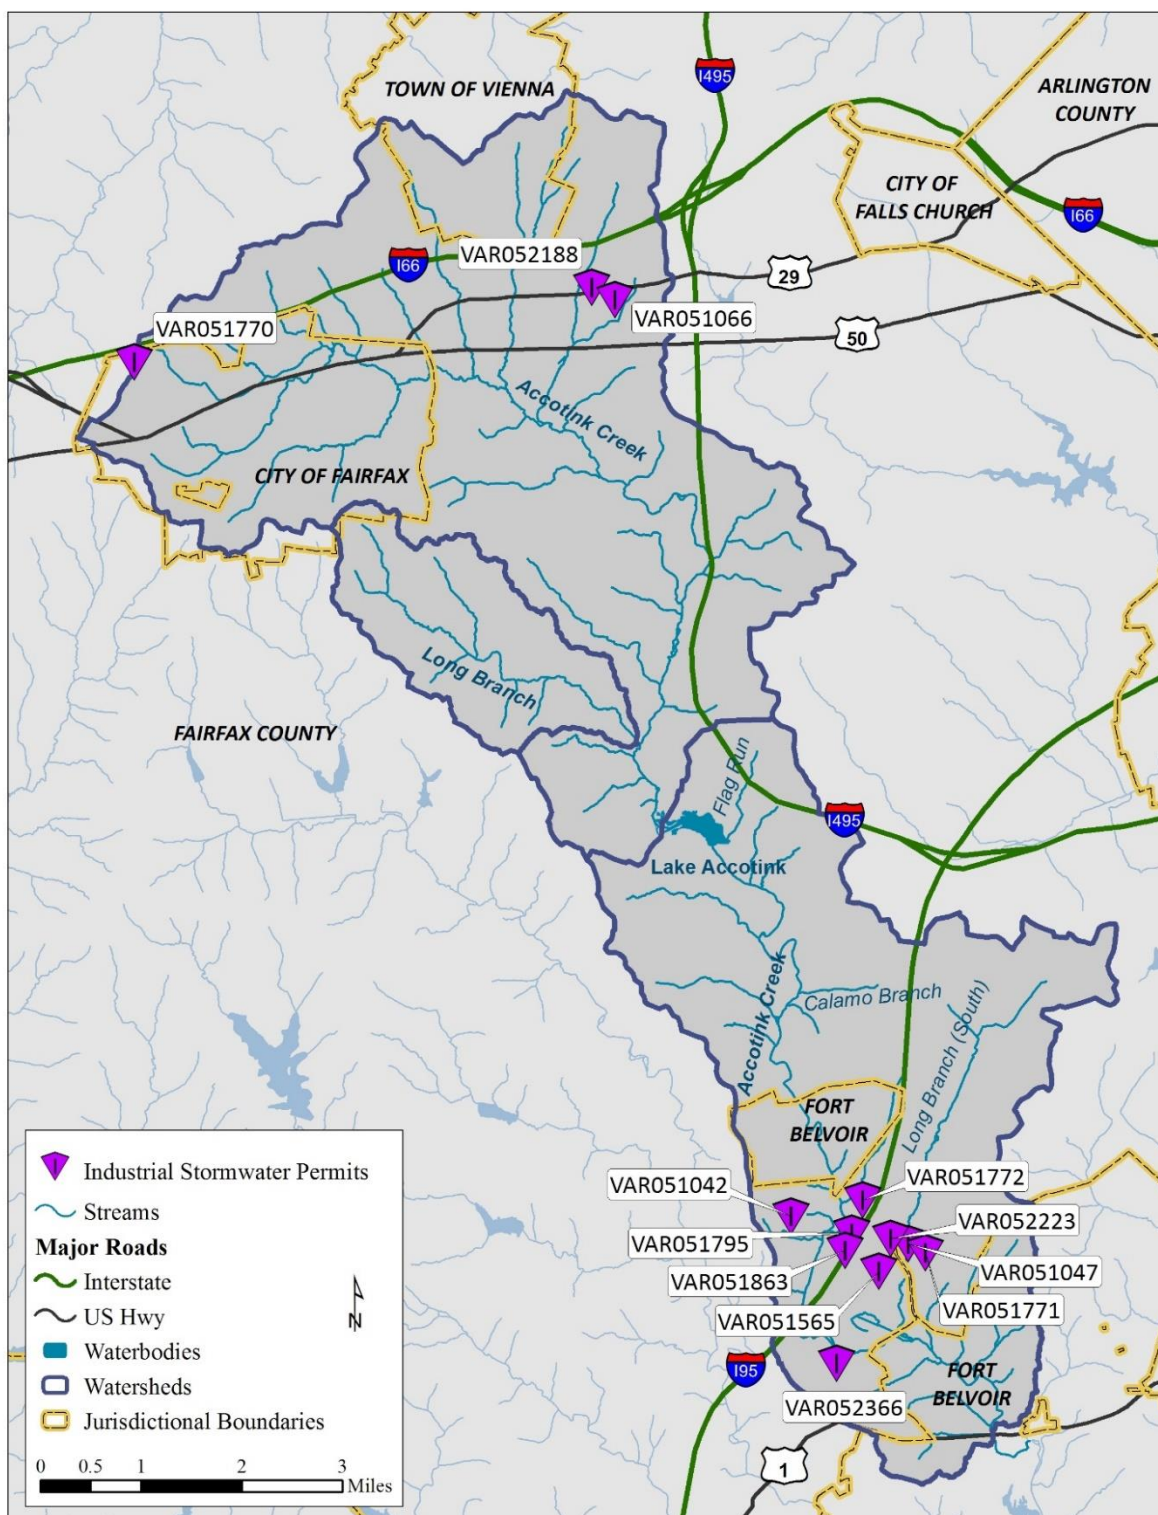 TOWN OF VIENNA
I495
ARLINGTON
COUNTY
CITY OF
FALLS CHURCH
I66
VAR052188
I66
29
VAR051770
VAR051066
50
Accotink Creek
CITY OF FAIRFAX
Long Branch
FAIRFAX COUNTY
Flag Run
I495
Lake Accotink
Accotink Creek
Calamo Branch
Long Branch (South)
FORT
BELVOIR
VAR051042
VAR051772
VAR051795
VAR052223
VAR051863
VAR051047
VAR051565
VAR051771
I95
FORT
BELVOIR
VAR052366
1
Industrial Stormwater Permits
Streams
Major Roads
Interstate
US Hwy
N
Waterbodies
Watersheds
Jurisdictional Boundaries
0 0.5 1 2 3
Miles